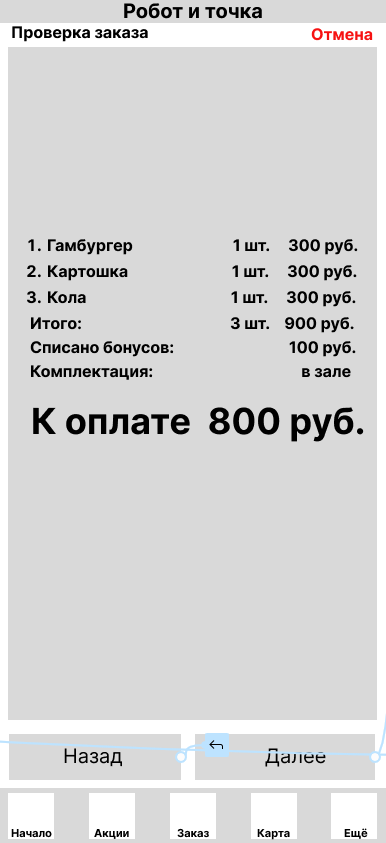 Робот и точка
Проверка заказа Отмена
1. Гамбургер 1 шт. 300 руб.
2. Картошка 1 шт. 300 руб.
3. Кола 1 шт. 300 руб.
Итого: 3 шт. 900 руб.
Списано бонусов: 100 руб.
Комплектация: в зале
К оплате 800 руб.
Назад Далее
Начало Акции Заказ Карта Ещё